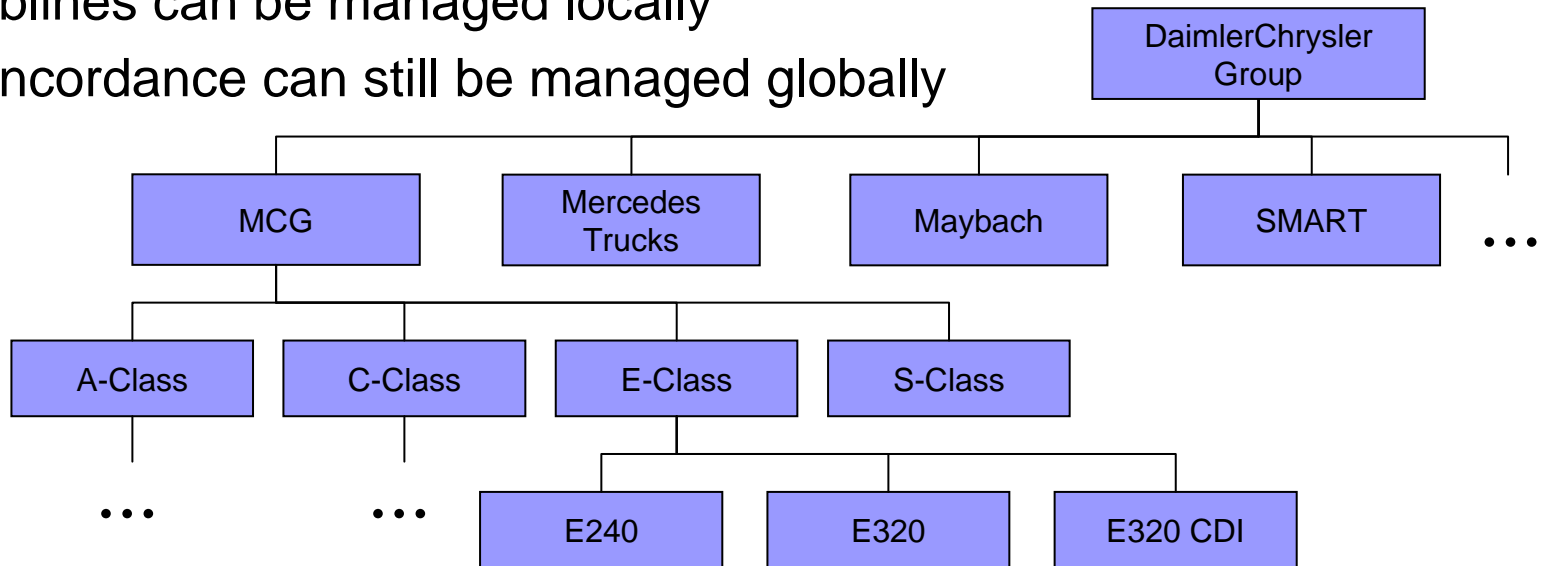 blines can be managed locally
ncordance can still be managed globally
DaimlerChrysler
Group
MCG
Mercedes
Trucks
Maybach
SMART
...
A-Class
C-Class
E-Class
S-Class
...
...
E240
E320
E320 CDI